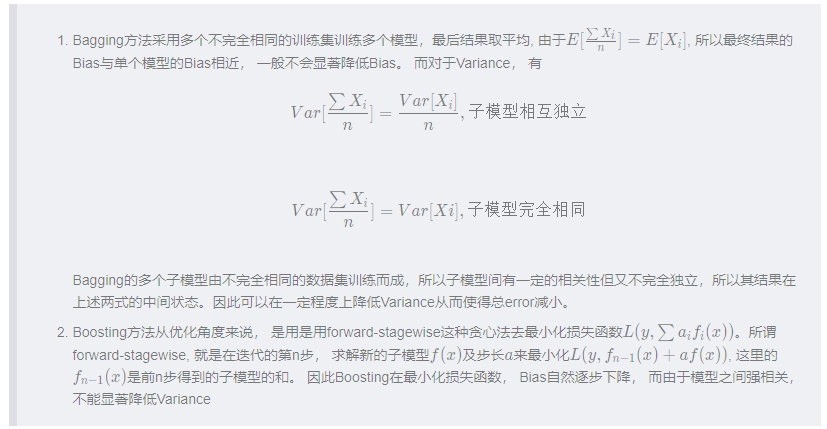 1. Bagging方法采用多个不完全相同的训练集训练多个模型，最后结果取平均, 由于$E[\frac{\sum X_i}{n}] = E[X_i]$, 所以最终结果的
Bias与单个模型的Bias相近， 一般不会显著降低Bias。 而对于Variance， 有
$Var[\frac{\sum X_i}{n}] = \frac{Var[X_i]}{n}$, 子模型相互独立
$Var[\frac{\sum X_i}{n}] = Var[Xi]$, 子模型完全相同
Bagging的多个子模型由不完全相同的数据集训练而成，所以子模型间有一定的相关性但又不完全独立，所以其结果在
上述两式的中间状态。因此可以在一定程度上降低Variance从而使得总error减小。
2. Boosting方法从优化角度来说， 是用是用forward-stagewise这种贪心法去最小化损失函数$L(y, \sum a_i f_i(x))$。所谓
forward-stagewise, 就是在迭代的第n步， 求解新的子模型$f(x)$及步长$a$来最小化$L(y, f_{n-1}(x) + af(x))$, 这里的
$f_{n-1}(x)$是前n步得到的子模型的和。 因此Boosting在最小化损失函数， Bias自然逐步下降， 而由于模型之间强相关，
不能显著降低Variance